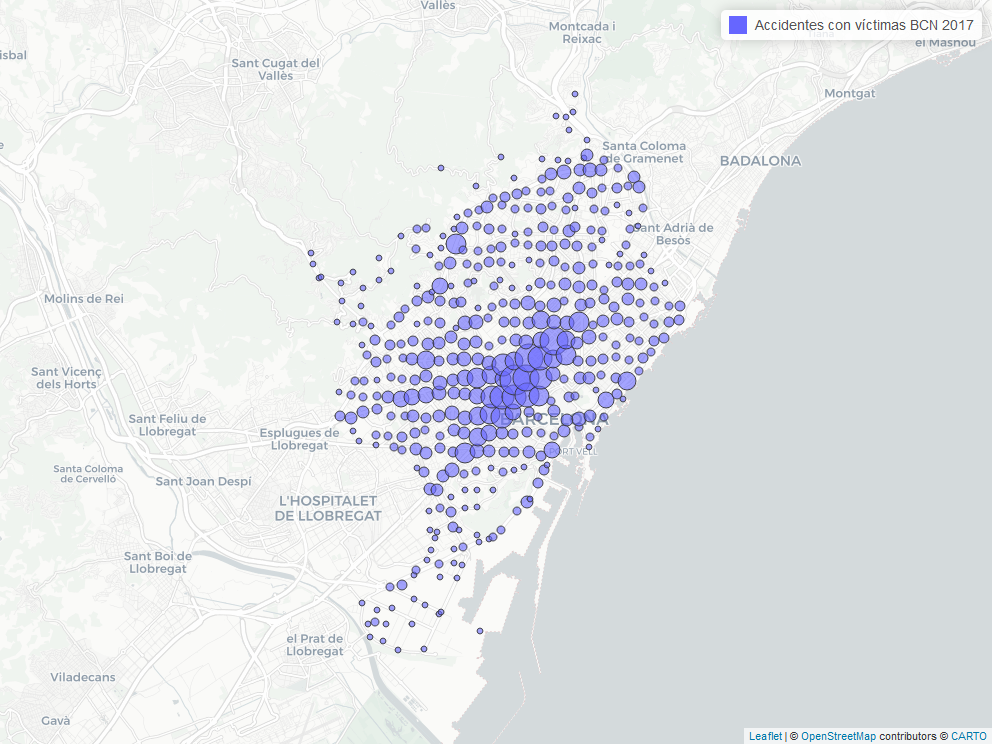 Vallès
Accidentes con víctimas BCN 2017
Montcada i
Reixac
el Masnou
isbal
Sant Cugat del
Vallès
Montgat
Santa Coloma
de Gramenet
BADALONA
Sant Adrià de
Besòs
Molins de Rei
Sant Vicenç
dels Horts
Sant Feliu de
Llobregat
BARCELONA
Esplugues de
Llobregat
PORT VELL
Santa Coloma
de Cervelló
Sant Joan Despí
L'HOSPITALET
DE LLOBREGAT
Sant Boi de
Llobregat
el Prat de
Llobregat
Viladecans
Gavà
Leaflet | © OpenStreetMap contributors © CARTO